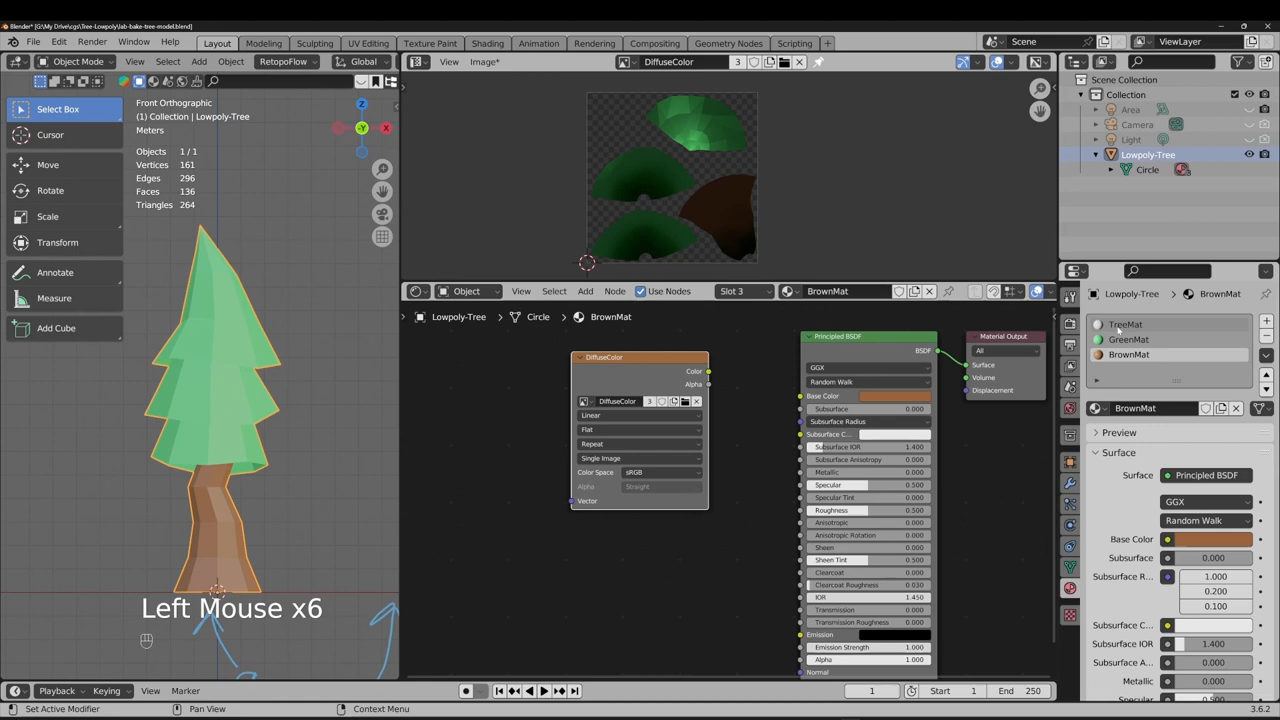 Blender* [G:\My Drive\cgs\Tree-Lowpoly\lab-bake-tree-model.blend]
File Edit Render Window Help Layout Modeling Sculpting UV Editing Texture Paint Shading Animation Rendering Compositing Geometry Nodes Scripting + Scene ViewLayer
Object Mode View Select Add Object RetopoFlow Global
View Image* DiffuseColor 3
Select Box
Cursor
Move
Rotate
Scale
Transform
Annotate
Measure
Add Cube
Front Orthographic
(1) Collection | Lowpoly-Tree
Meters
Objects 1/1
Vertices 161
Edges 296
Faces 136
Triangles 264
Z
-Y
X
Left Mouse x6
Scene Collection
Collection
Area
Camera
Light
Lowpoly-Tree
Circle
Object View Select Add Node Use Nodes Slot 3 BrownMat
Lowpoly-Tree > Circle > BrownMat
DiffuseColor
Color
Alpha
DiffuseColor 3
Linear
Flat
Repeat
Single Image
Color Space sRGB
Alpha Straight
Vector
Principled BSDF
BSDF
GGX
Random Walk
Base Color
Subsurface 0.000
Subsurface Radius
Subsurface C...
Subsurface IOR 1.400
Subsurface Anisotropy 0.000
Metallic 0.000
Specular 0.500
Specular Tint 0.000
Roughness 0.500
Anisotropic 0.000
Anisotropic Rotation 0.000
Sheen 0.000
Sheen Tint 0.500
Clearcoat 0.000
Clearcoat Roughness 0.030
IOR 1.450
Transmission 0.000
Transmission Roughness 0.000
Emission
Emission Strength 1.000
Alpha 1.000
Normal
Material Output
All
Surface
Volume
Displacement
Lowpoly-Tree > BrownMat
TreeMat
GreenMat
BrownMat
BrownMat
Preview
Surface
Surface Principled BSDF
GGX
Random Walk
Base Color
Subsurface 0.000
Subsurface R... 1.000
0.200
0.100
Subsurface C...
Subsurface IOR 1.400
Subsurface A... 0.000
Metallic 0.000
Specular 0.500
Playback Keying View Marker 1 Start 1 End 250
Set Active Modifier Pan View Context Menu 3.6.2